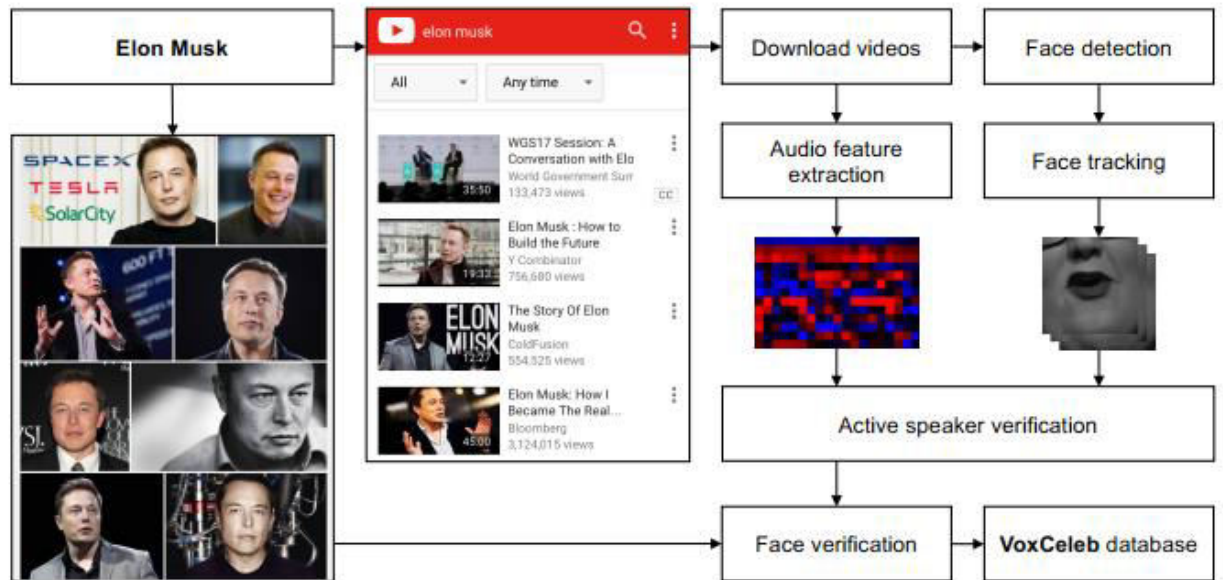 Elon Musk
elon musk
Download videos
Face detection
All
Any time
SPACEX
TESLA
SolarCity
WGS17 Session: A
Conversation with Elo
World Government Sum
133,473 views
CC
35:50
Audio feature
extraction
Face tracking
Elon Musk : How to
Build the Future
Y Combinator
756,680 views
19:33
600 FT
The Story Of Elon
Musk
ColdFusion
554,525 views
ELON
MUSK
12:27
Elon Musk: How I
Became The Real...
Bloomberg
3,124,015 views
45:00
WSJ.
Active speaker verification
Face verification
VoxCeleb database